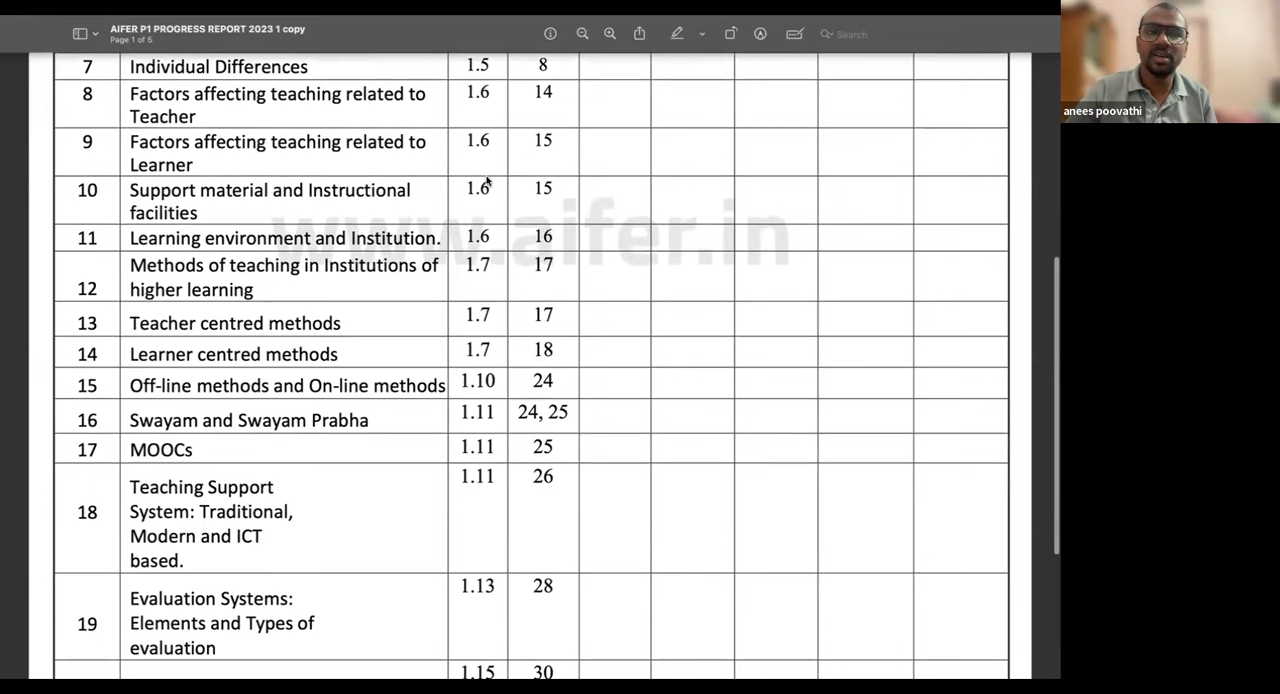 AIFER P1 PROGRESS REPORT 2023 1 copy
Page 1 of 5
Search
anees poovathi
7 Individual Differences 1.5 8
8 Factors affecting teaching related to 1.6 14
Teacher
9 Factors affecting teaching related to 1.6 15
Learner
10 Support material and Instructional 1.6 15
facilities
www.aifer.in
11 Learning environment and Institution. 1.6 16
Methods of teaching in Institutions of 1.7 17
12 higher learning
13 Teacher centred methods 1.7 17
14 Learner centred methods 1.7 18
15 Off-line methods and On-line methods 1.10 24
16 Swayam and Swayam Prabha 1.11 24, 25
17 MOOCs 1.11 25
1.11 26
Teaching Support
18 System: Traditional,
Modern and ICT
based.
1.13 28
Evaluation Systems:
19 Elements and Types of
evaluation
1.15 30